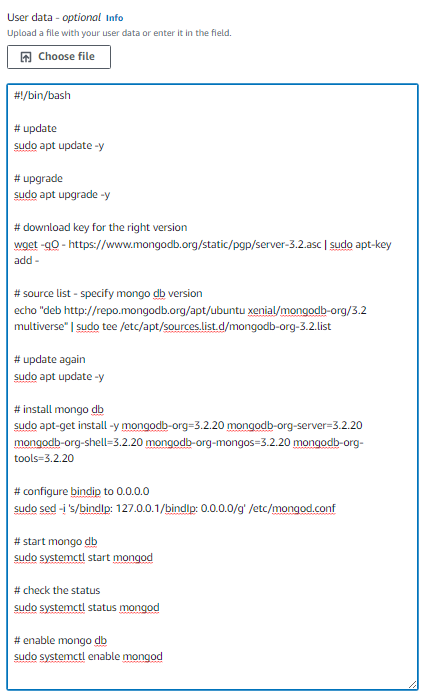 User data - optional Info
Upload a file with your user data or enter it in the field.
Choose file
#!/bin/bash
# update
sudo apt update -y
# upgrade
sudo apt upgrade -y
# download key for the right version
wget -qO - https://www.mongodb.org/static/pgp/server-3.2.asc | sudo apt-key
add -
# source list - specify mongo db version
echo "deb http://repo.mongodb.org/apt/ubuntu xenial/mongodb-org/3.2
multiverse" | sudo tee /etc/apt/sources.list.d/mongodb-org-3.2.list
# update again
sudo apt update -y
# install mongo db
sudo apt-get install -y mongodb-org=3.2.20 mongodb-org-server=3.2.20
mongodb-org-shell=3.2.20 mongodb-org-mongos=3.2.20 mongodb-org-
tools=3.2.20
# configure bindip to 0.0.0.0
sudo sed -i 's/bindIp: 127.0.0.1/bindIp: 0.0.0.0/g' /etc/mongod.conf
# start mongo db
sudo systemctl start mongod
# check the status
sudo systemctl status mongod
# enable mongo db
sudo systemctl enable mongod